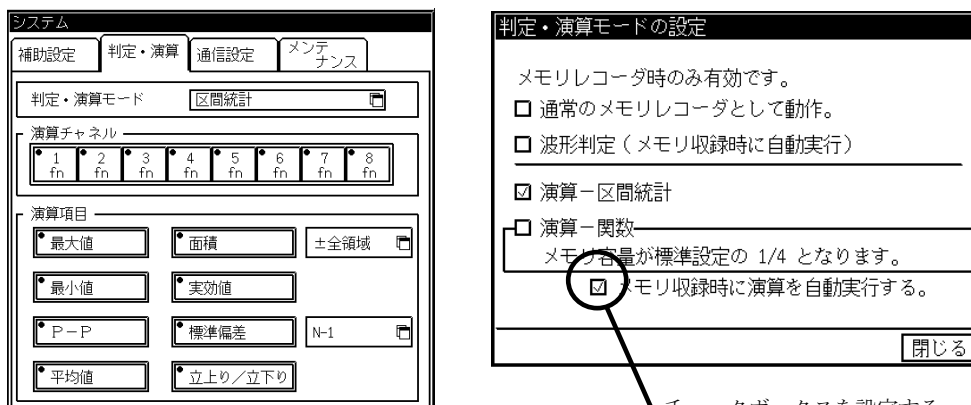 システム
補助設定 判定・演算 通信設定 メンテナンス
判定・演算モード 区間統計
演算チャネル
1 2 3 4 5 6 7 8
fn fn fn fn fn fn fn fn
演算項目
最大値 面積 ±全領域
最小値 実効値
P−P 標準偏差 N-1
平均値 立上り／立下り
判定・演算モードの設定
メモリレコーダ時のみ有効です。
通常のメモリレコーダとして動作。
波形判定（メモリ収録時に自動実行）
演算−区間統計
演算−関数
メモリ容量が標準設定の 1/4 となります。
メモリ収録時に演算を自動実行する。
閉じる